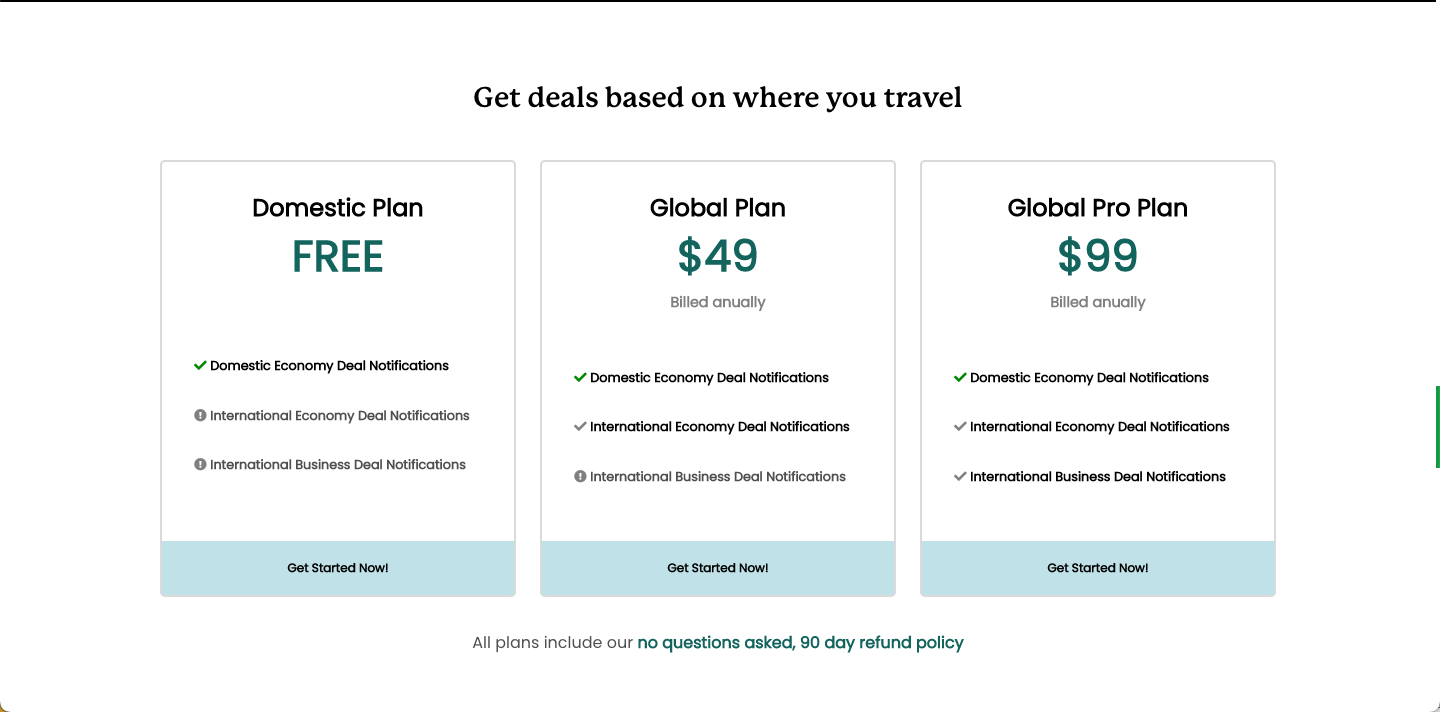 Get deals based on where you travel
Domestic Plan
FREE
Domestic Economy Deal Notifications
International Economy Deal Notifications
International Business Deal Notifications
Get Started Now!
Global Plan
$49
Billed anually
Domestic Economy Deal Notifications
International Economy Deal Notifications
International Business Deal Notifications
Get Started Now!
Global Pro Plan
$99
Billed anually
Domestic Economy Deal Notifications
International Economy Deal Notifications
International Business Deal Notifications
Get Started Now!
All plans include our no questions asked, 90 day refund policy